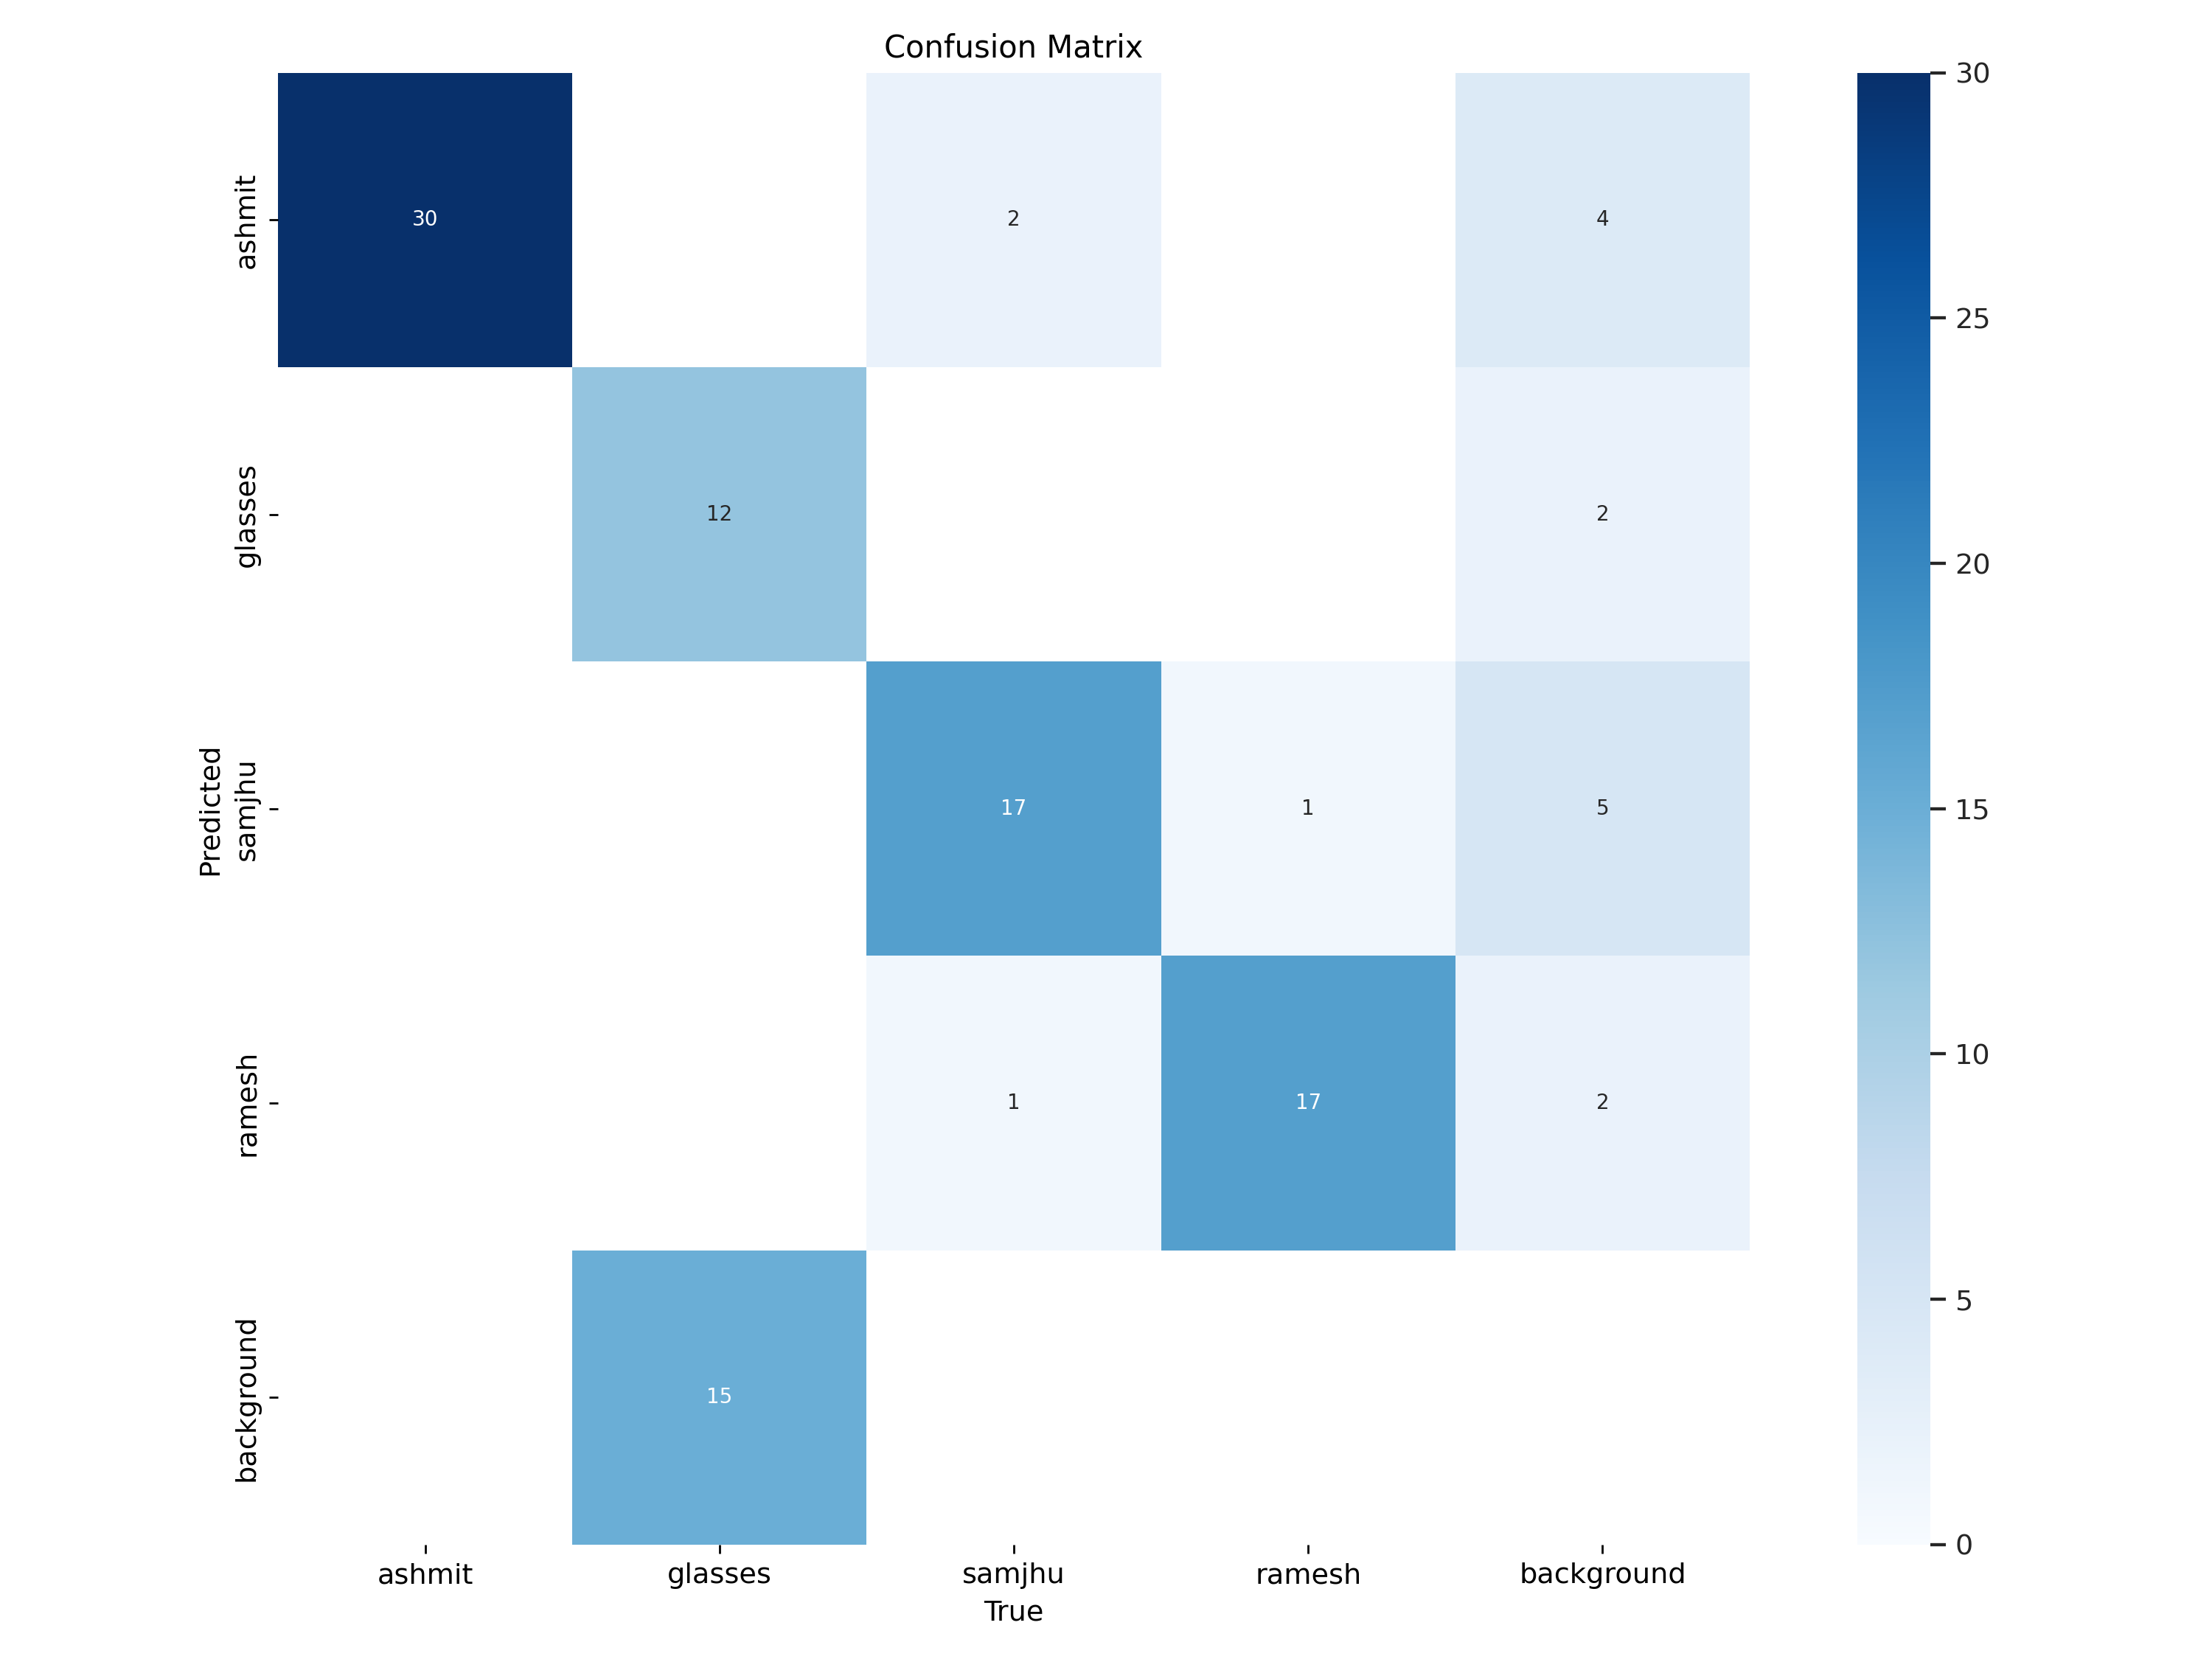 Confusion Matrix
30
2
4
12
2
17
1
5
1
17
2
15
ashmit
glasses
samjhu
ramesh
background
Predicted
ashmit
glasses
samjhu
ramesh
background
True
30
25
20
15
10
5
0